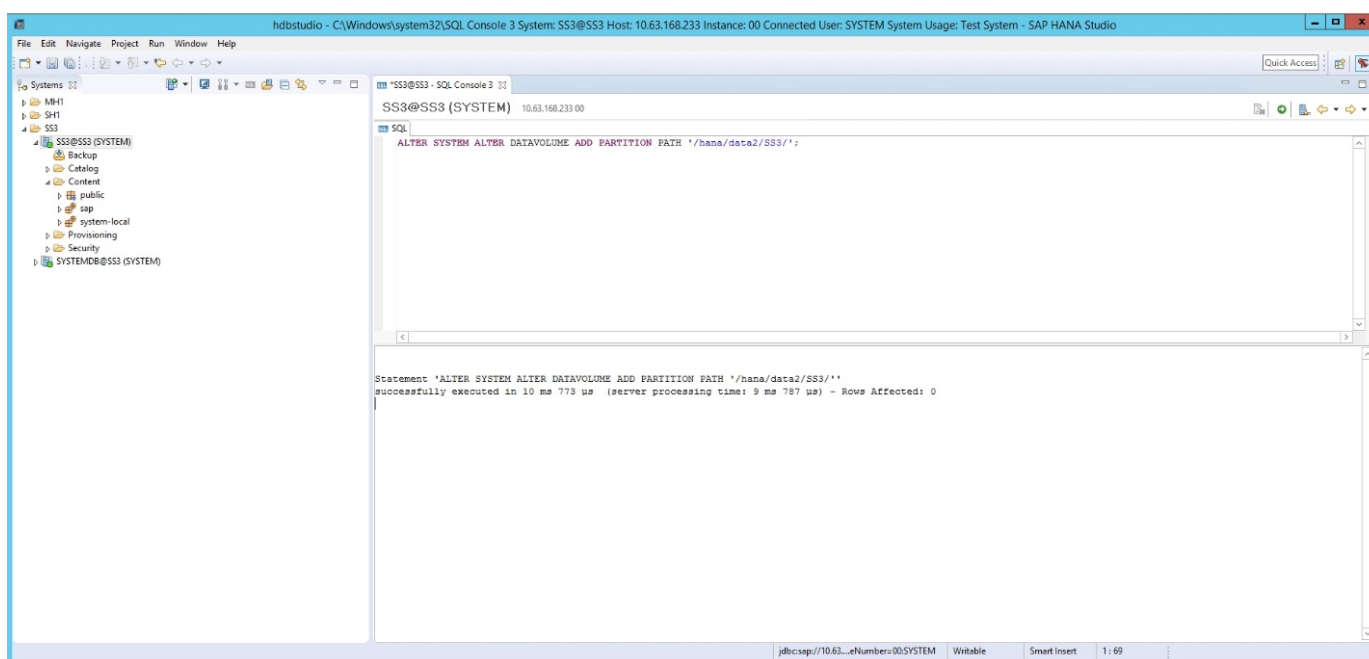 hdbstudio - C:\Windows\system32\SQL Console 3 System: SS3@SS3 Host: 10.63.168.233 Instance: 00 Connected User: SYSTEM System Usage: Test System - SAP HANA Studio
File Edit Navigate Project Run Window Help
Quick Access
Systems
*SS3@SS3 - SQL Console 3
MH1
SH1
SS3
SS3@SS3 (SYSTEM)
Backup
Catalog
Content
public
sap
system-local
Provisioning
Security
SYSTEMDB@SS3 (SYSTEM)
SS3@SS3 (SYSTEM) 10.63.168.233 00
SQL
ALTER SYSTEM ALTER DATAVOLUME ADD PARTITION PATH '/hana/data2/SS3/';
Statement 'ALTER SYSTEM ALTER DATAVOLUME ADD PARTITION PATH '/hana/data2/SS3/''
successfully executed in 10 ms 773 µs (server processing time: 9 ms 787 µs) - Rows Affected: 0
jdbc:sap://10.63....eNumber=00:SYSTEM Writable Smart Insert 1 : 69